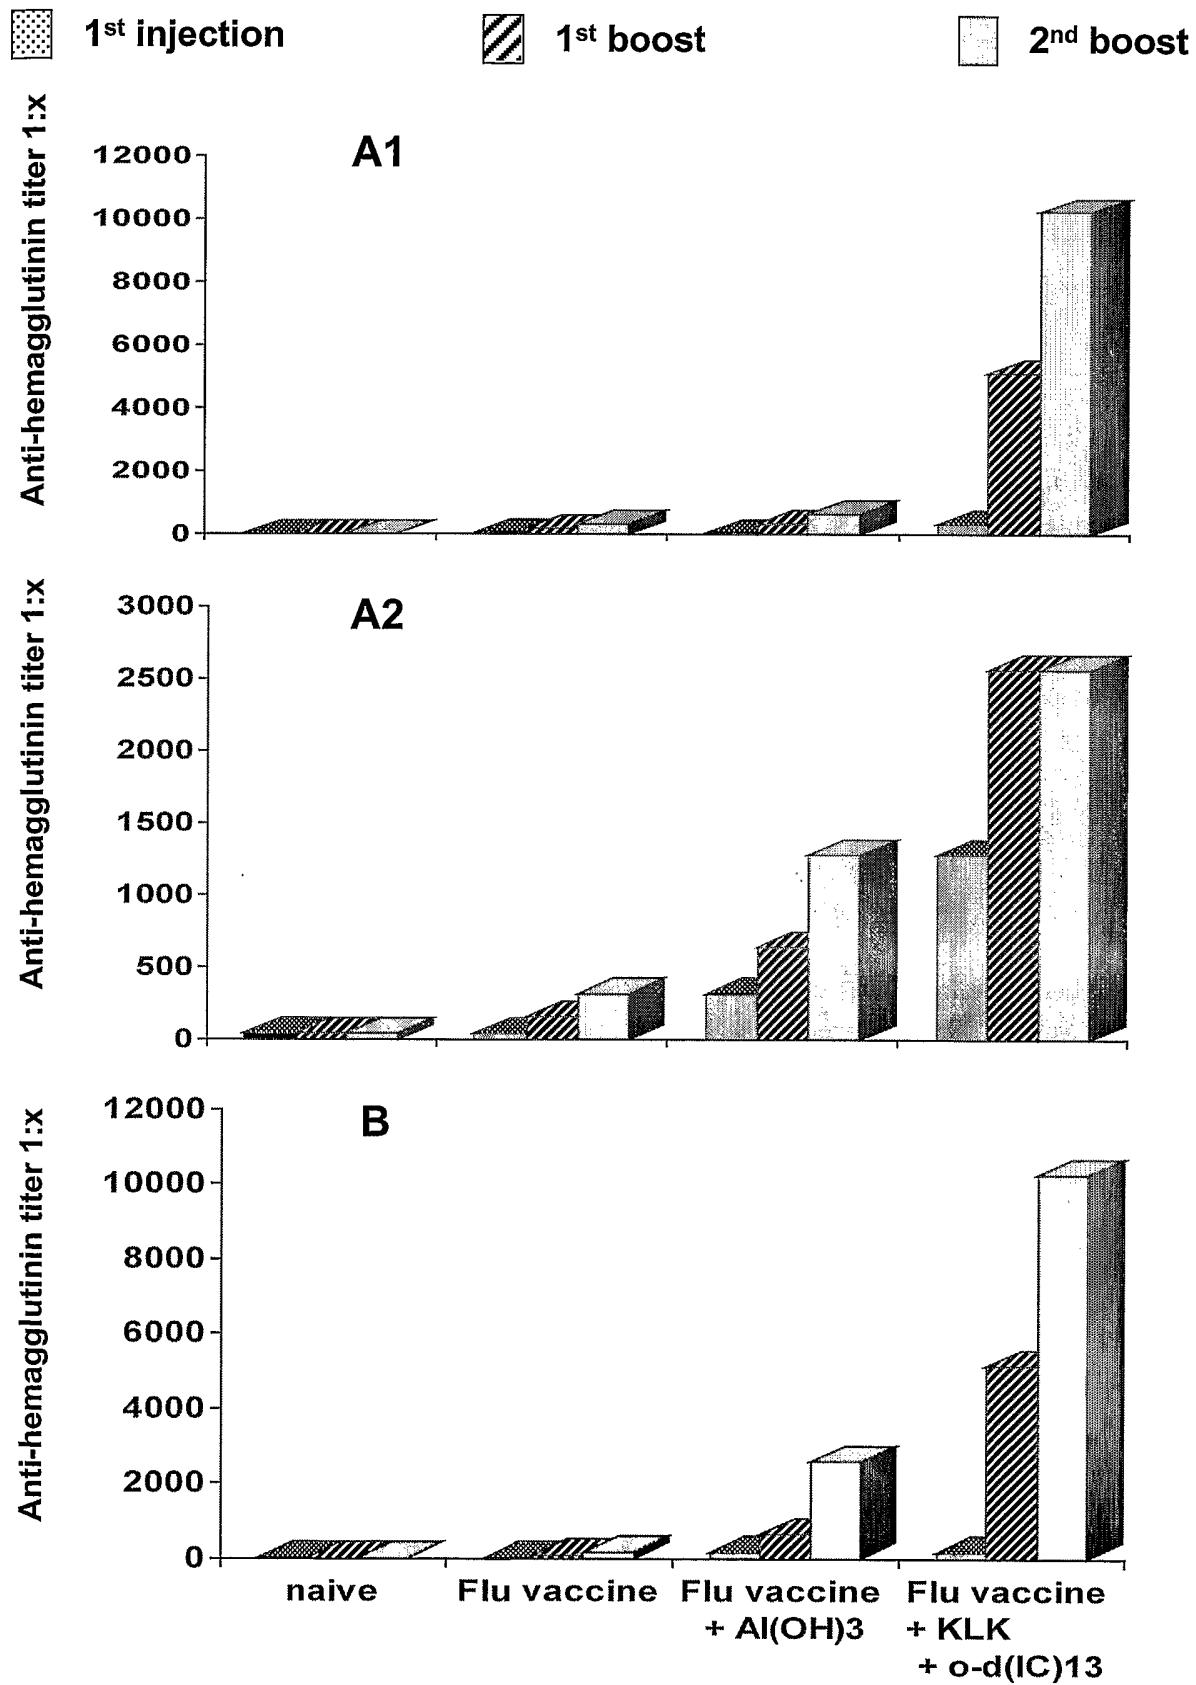 1st injection 1st boost 2nd boost
A1
Anti-hemagglutinin titer 1:x
12000
10000
8000
6000
4000
2000
0
A2
Anti-hemagglutinin titer 1:x
3000
2500
2000
1500
1000
500
0
B
Anti-hemagglutinin titer 1:x
12000
10000
8000
6000
4000
2000
0
naive Flu vaccine Flu vaccine Flu vaccine
+ Al(OH)3 + KLK
+ o-d(IC)13